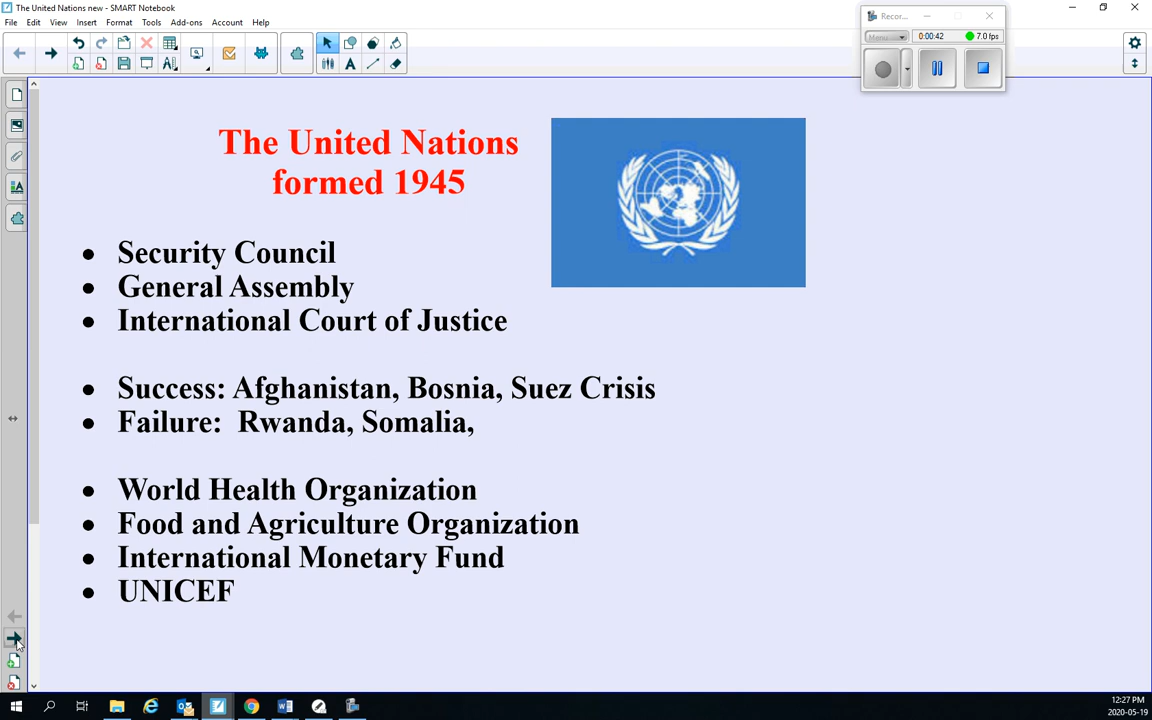 The United Nations new - SMART Notebook
File Edit View Insert Format Tools Add-ons Account Help
Recor...
Menu 0:00:42 7.0 fps
The United Nations
formed 1945
• Security Council
• General Assembly
• International Court of Justice
• Success: Afghanistan, Bosnia, Suez Crisis
• Failure: Rwanda, Somalia,
• World Health Organization
• Food and Agriculture Organization
• International Monetary Fund
• UNICEF
12:27 PM
2020-05-19